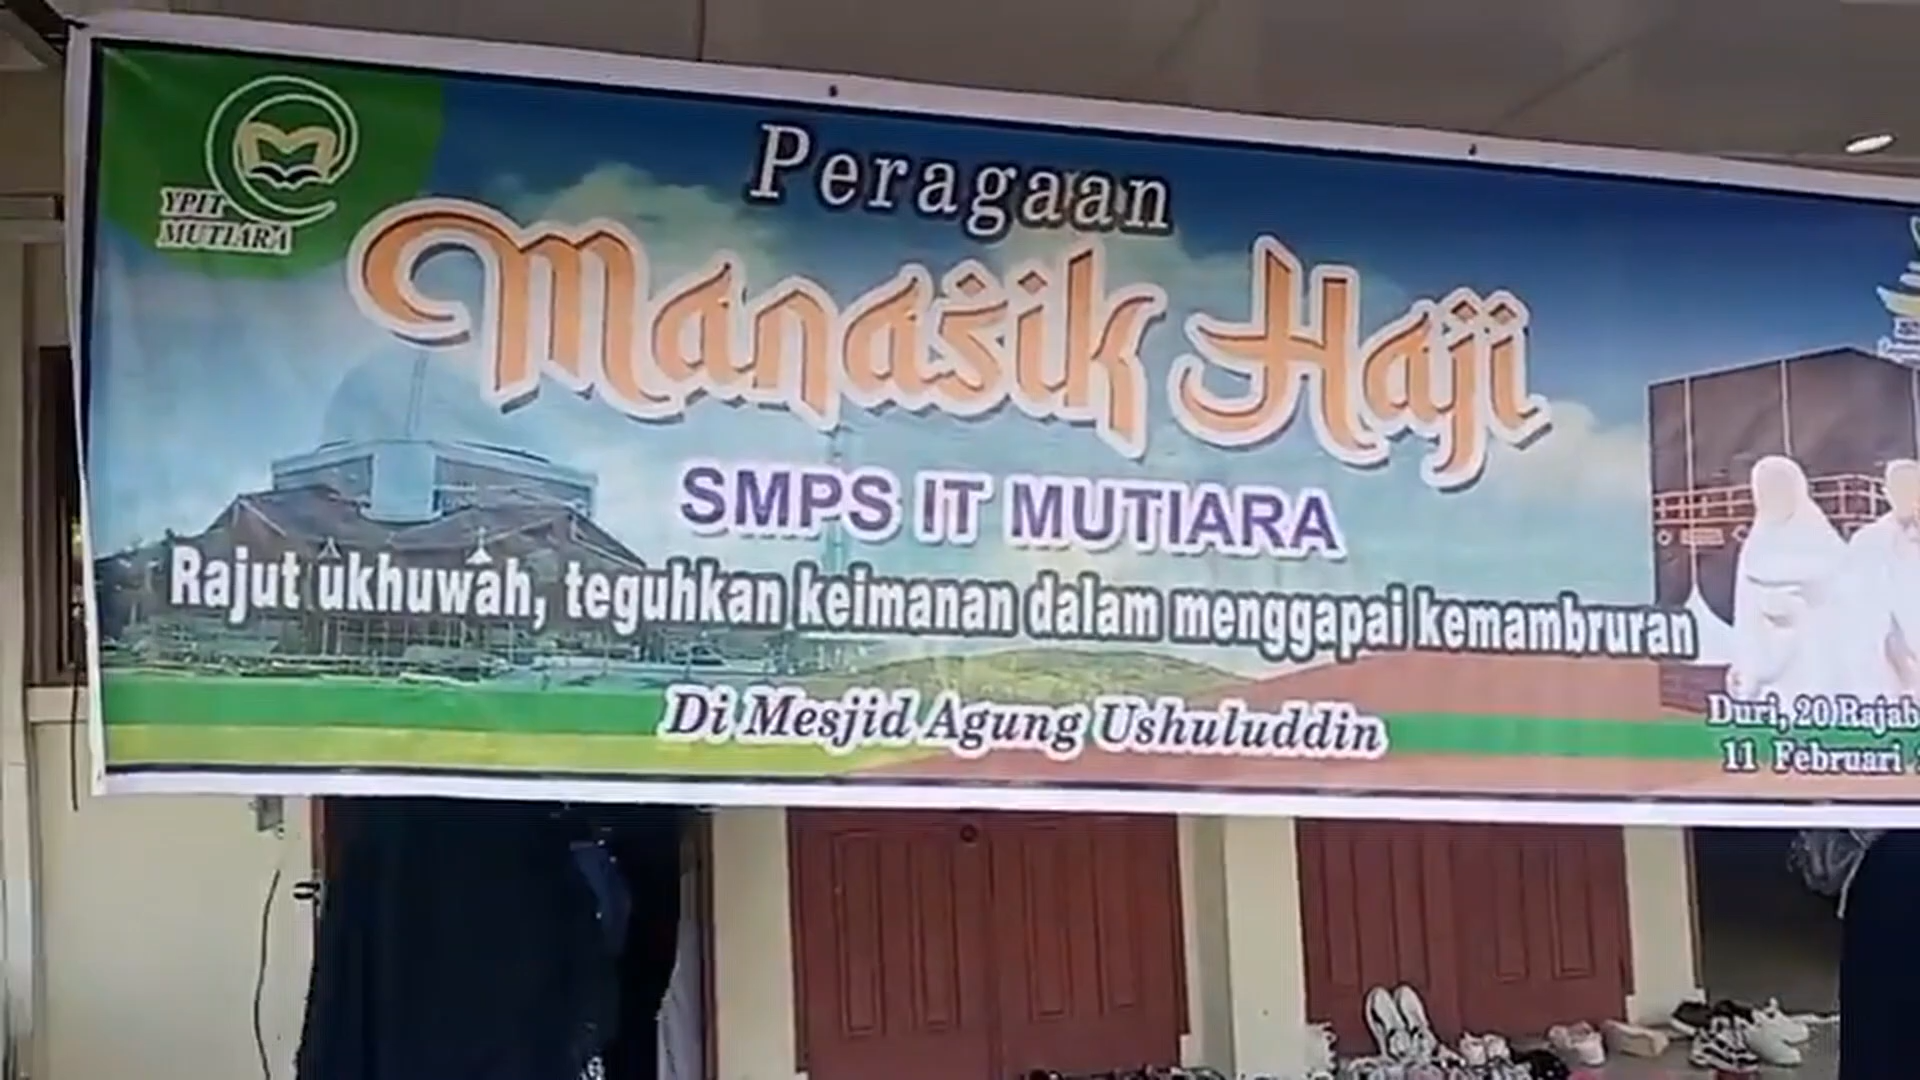 YPIT
MUTIARA
Peragaan
Manasik Haji
SMPS IT MUTIARA
Rajut ukhuwah, teguhkan keimanan dalam menggapai kemambruran
Di Mesjid Agung Ushuluddin
Duri, 20 Rajab
11 Februari